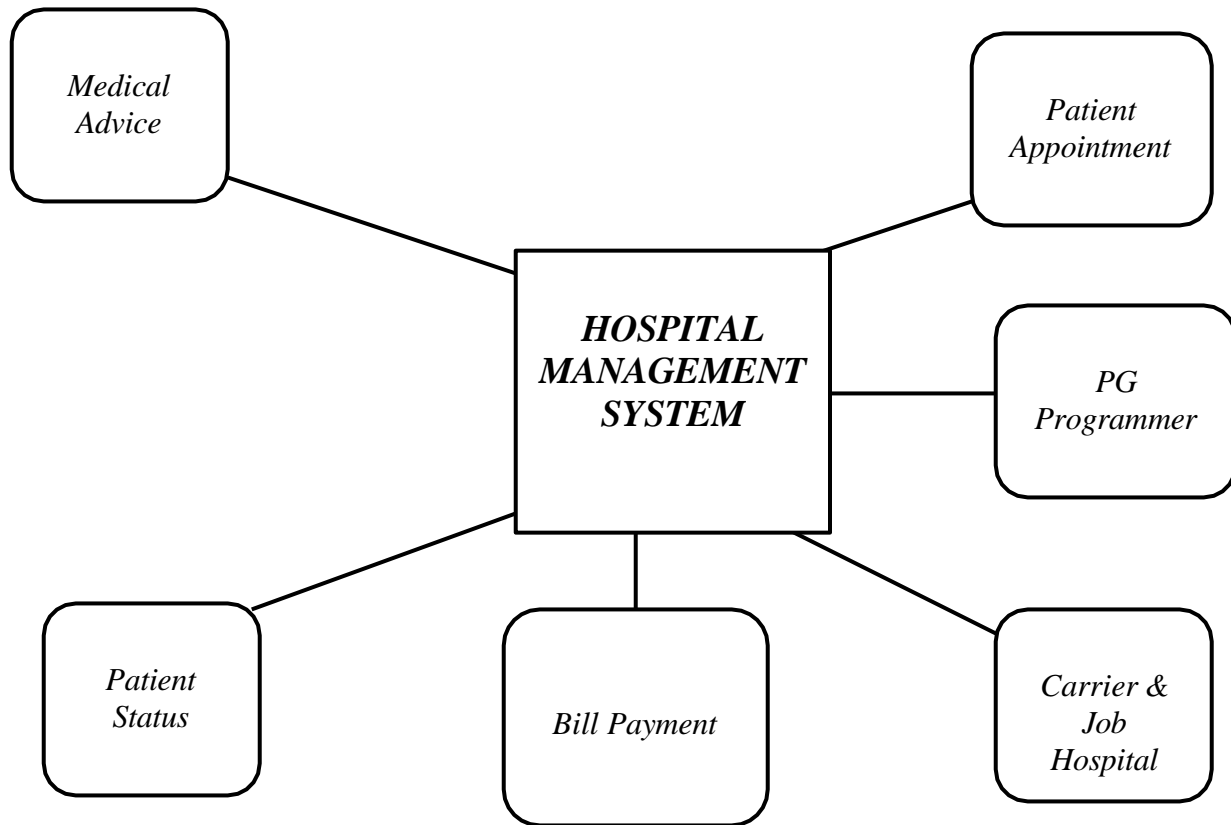 Medical
Advice
Patient
Appointment
HOSPITAL
MANAGEMENT
SYSTEM
PG
Programmer
Patient
Status
Bill Payment
Carrier &
Job
Hospital